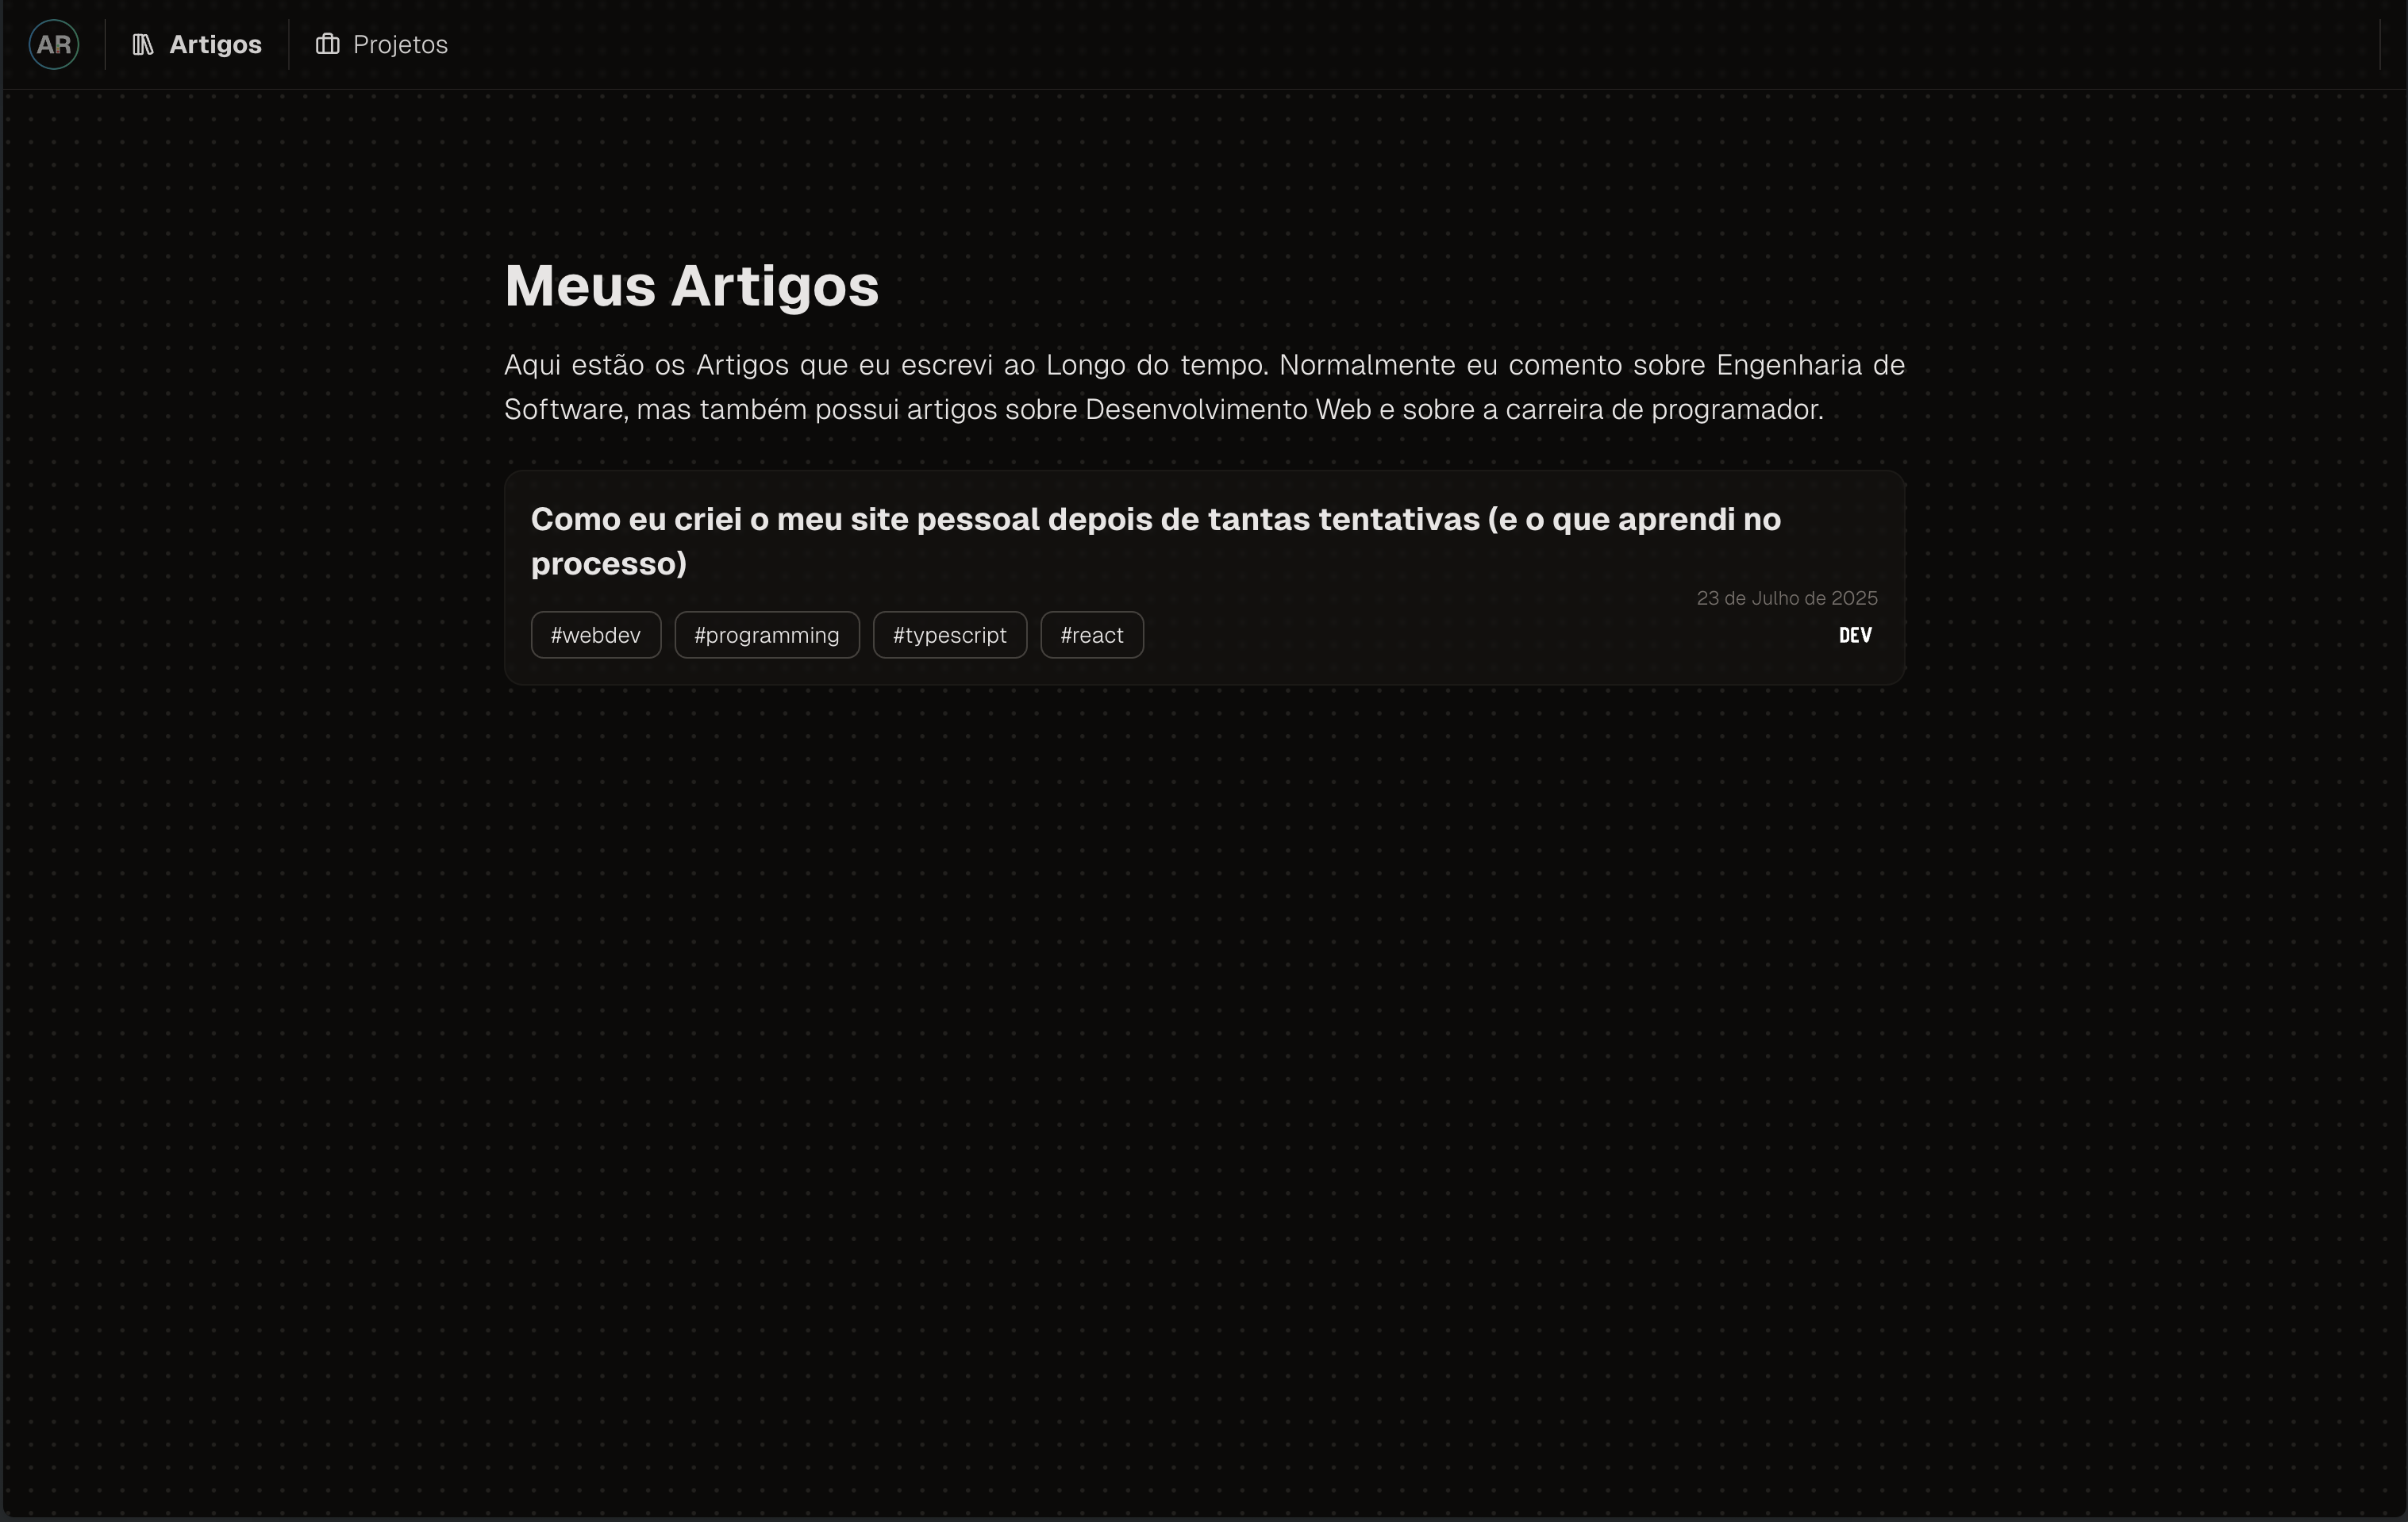 AR
Artigos
Projetos
Meus Artigos
Aqui estão os Artigos que eu escrevi ao Longo do tempo. Normalmente eu comento sobre Engenharia de
Software, mas também possui artigos sobre Desenvolvimento Web e sobre a carreira de programador.
Como eu criei o meu site pessoal depois de tantas tentativas (e o que aprendi no
processo)
23 de Julho de 2025
#webdev #programming #typescript #react
DEV